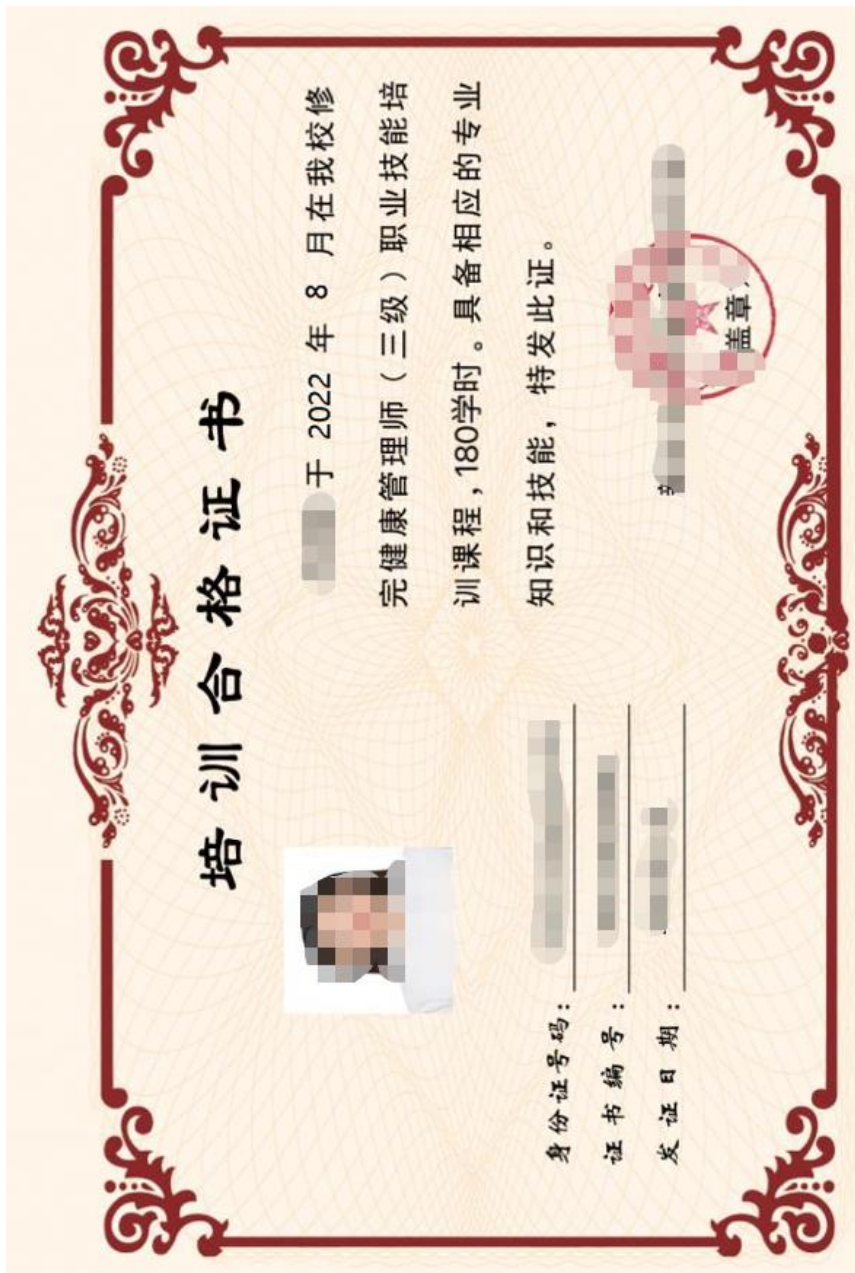 培训合格证书
于 2022 年 8 月在我校修
完健康管理师（三级）职业技能培
训课程,180学时。具备相应的专业
知识和技能，特发此证。
身份证号码：
证书编号：
发证日期：
盖章